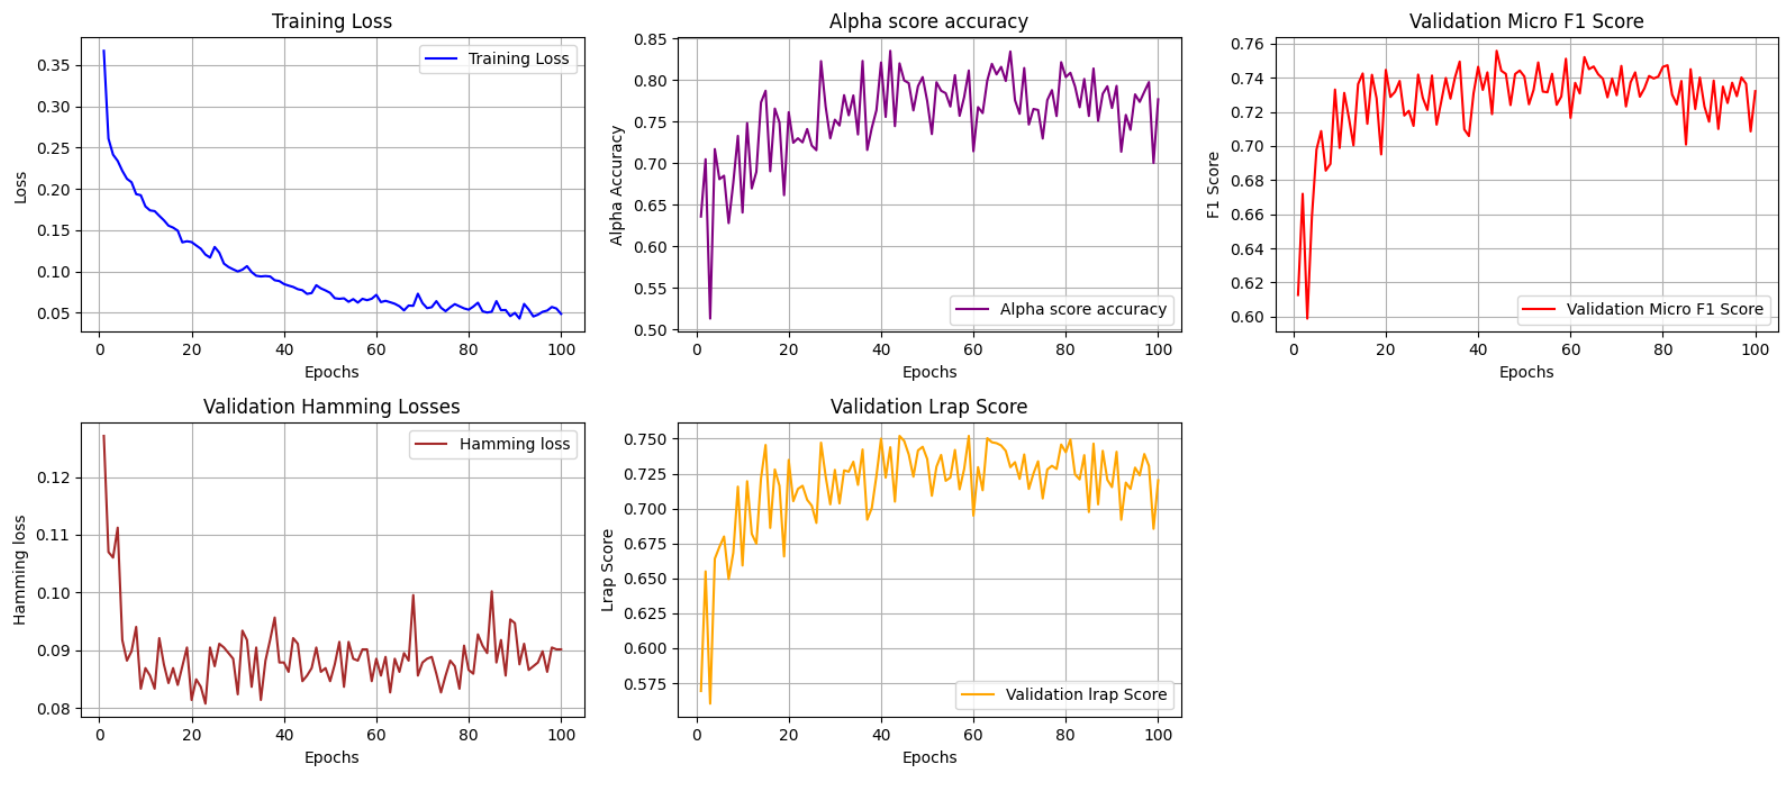 Training Loss
Loss
0.35
0.30
0.25
0.20
0.15
0.10
0.05
Training Loss
0 20 40 60 80 100
Epochs
Alpha score accuracy
Alpha Accuracy
0.85
0.80
0.75
0.70
0.65
0.60
0.55
0.50
Alpha score accuracy
0 20 40 60 80 100
Epochs
Validation Micro F1 Score
F1 Score
0.76
0.74
0.72
0.70
0.68
0.66
0.64
0.62
0.60
Validation Micro F1 Score
0 20 40 60 80 100
Epochs
Validation Hamming Losses
Hamming loss
0.12
0.11
0.10
0.09
0.08
Hamming loss
0 20 40 60 80 100
Epochs
Validation Lrap Score
Lrap Score
0.750
0.725
0.700
0.675
0.650
0.625
0.600
0.575
Validation lrap Score
0 20 40 60 80 100
Epochs